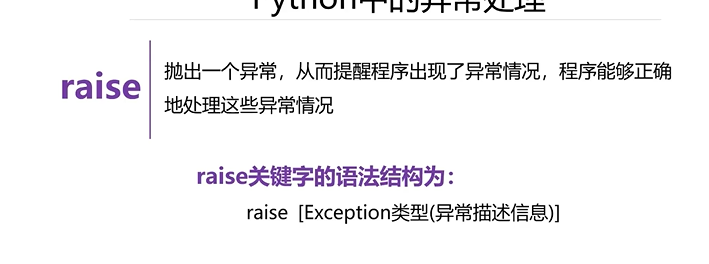 Python中的异常处理
raise
抛出一个异常，从而提醒程序出现了异常情况，程序能够正确
地处理这些异常情况
raise关键字的语法结构为：
raise [Exception类型(异常描述信息)]